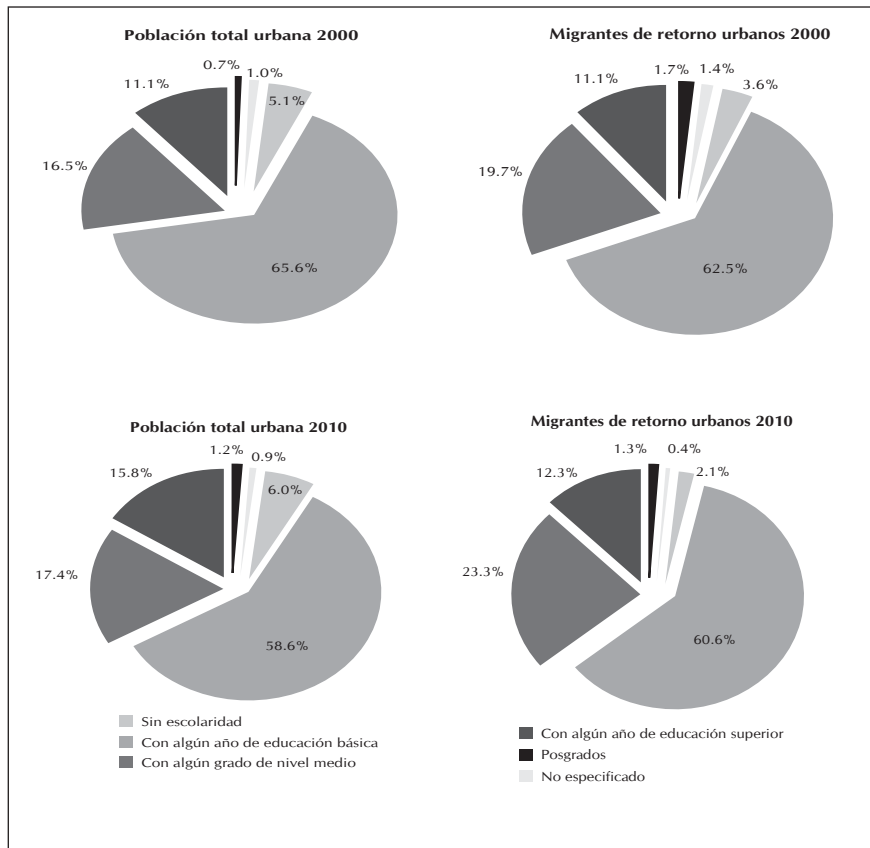 Población total urbana 2000
0.7%
1.0%
11.1%
5.1%
16.5%
65.6%
Migrantes de retorno urbanos 2000
1.7%
1.4%
11.1%
3.6%
19.7%
62.5%
Población total urbana 2010
1.2%
0.9%
15.8%
6.0%
17.4%
58.6%
Migrantes de retorno urbanos 2010
1.3%
0.4%
12.3%
2.1%
23.3%
60.6%
Sin escolaridad
Con algún año de educación básica
Con algún grado de nivel medio
Con algún año de educación superior
Posgrados
No especificado